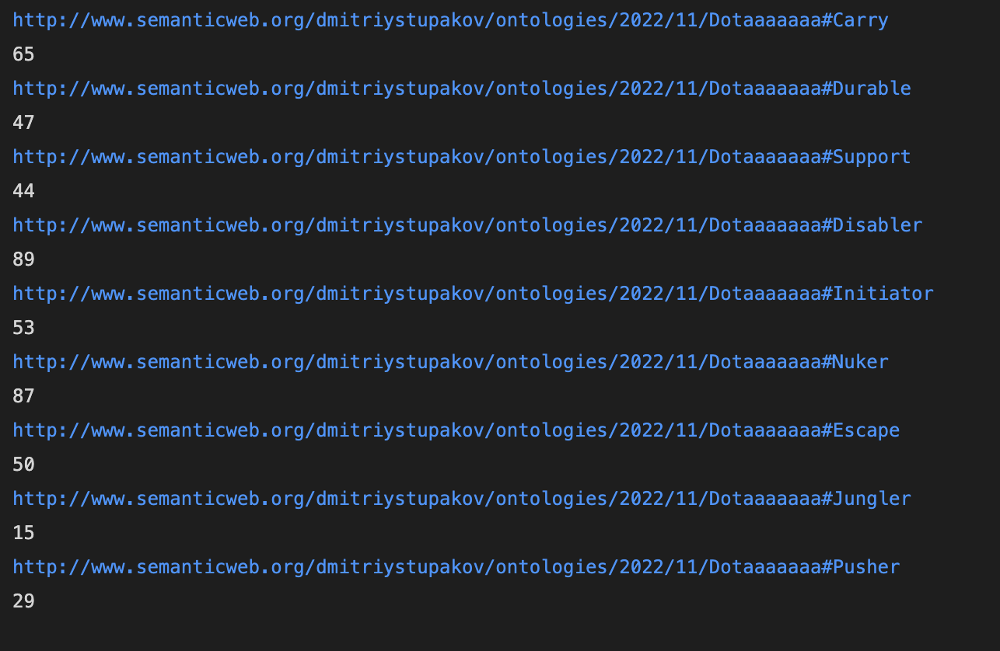 http://www.semanticweb.org/dmitriystupakov/ontologies/2022/11/Dotaaaaaaa#Carry
65
http://www.semanticweb.org/dmitriystupakov/ontologies/2022/11/Dotaaaaaaa#Durable
47
http://www.semanticweb.org/dmitriystupakov/ontologies/2022/11/Dotaaaaaaa#Support
44
http://www.semanticweb.org/dmitriystupakov/ontologies/2022/11/Dotaaaaaaa#Disabler
89
http://www.semanticweb.org/dmitriystupakov/ontologies/2022/11/Dotaaaaaaa#Initiator
53
http://www.semanticweb.org/dmitriystupakov/ontologies/2022/11/Dotaaaaaaa#Nuker
87
http://www.semanticweb.org/dmitriystupakov/ontologies/2022/11/Dotaaaaaaa#Escape
50
http://www.semanticweb.org/dmitriystupakov/ontologies/2022/11/Dotaaaaaaa#Jungler
15
http://www.semanticweb.org/dmitriystupakov/ontologies/2022/11/Dotaaaaaaa#Pusher
29